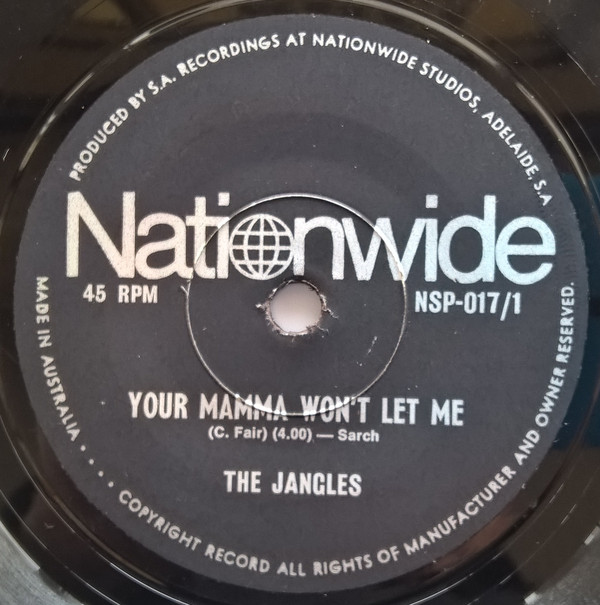 PRODUCED BY S.A. RECORDINGS AT NATIONWIDE STUDIOS, ADELAIDE, S.A
Nationwide
45 RPM
NSP-017/1
YOUR MAMMA WON'T LET ME
(C. Fair) (4.00) — Sarch
THE JANGLES
MADE IN AUSTRALIA . . . . COPYRIGHT RECORD ALL RIGHTS OF MANUFACTURER AND OWNER RESERVED.